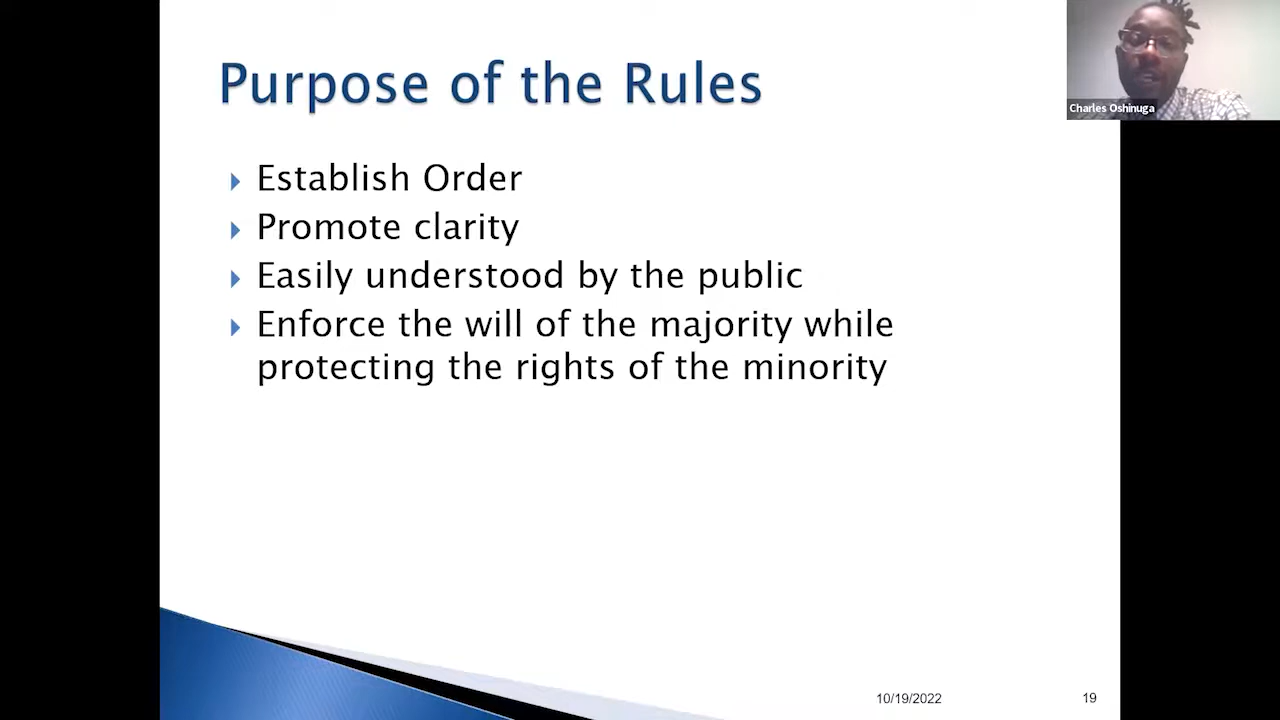 Purpose of the Rules
Charles Oshinuga
Establish Order
Promote clarity
Easily understood by the public
Enforce the will of the majority while
protecting the rights of the minority
10/19/2022
19